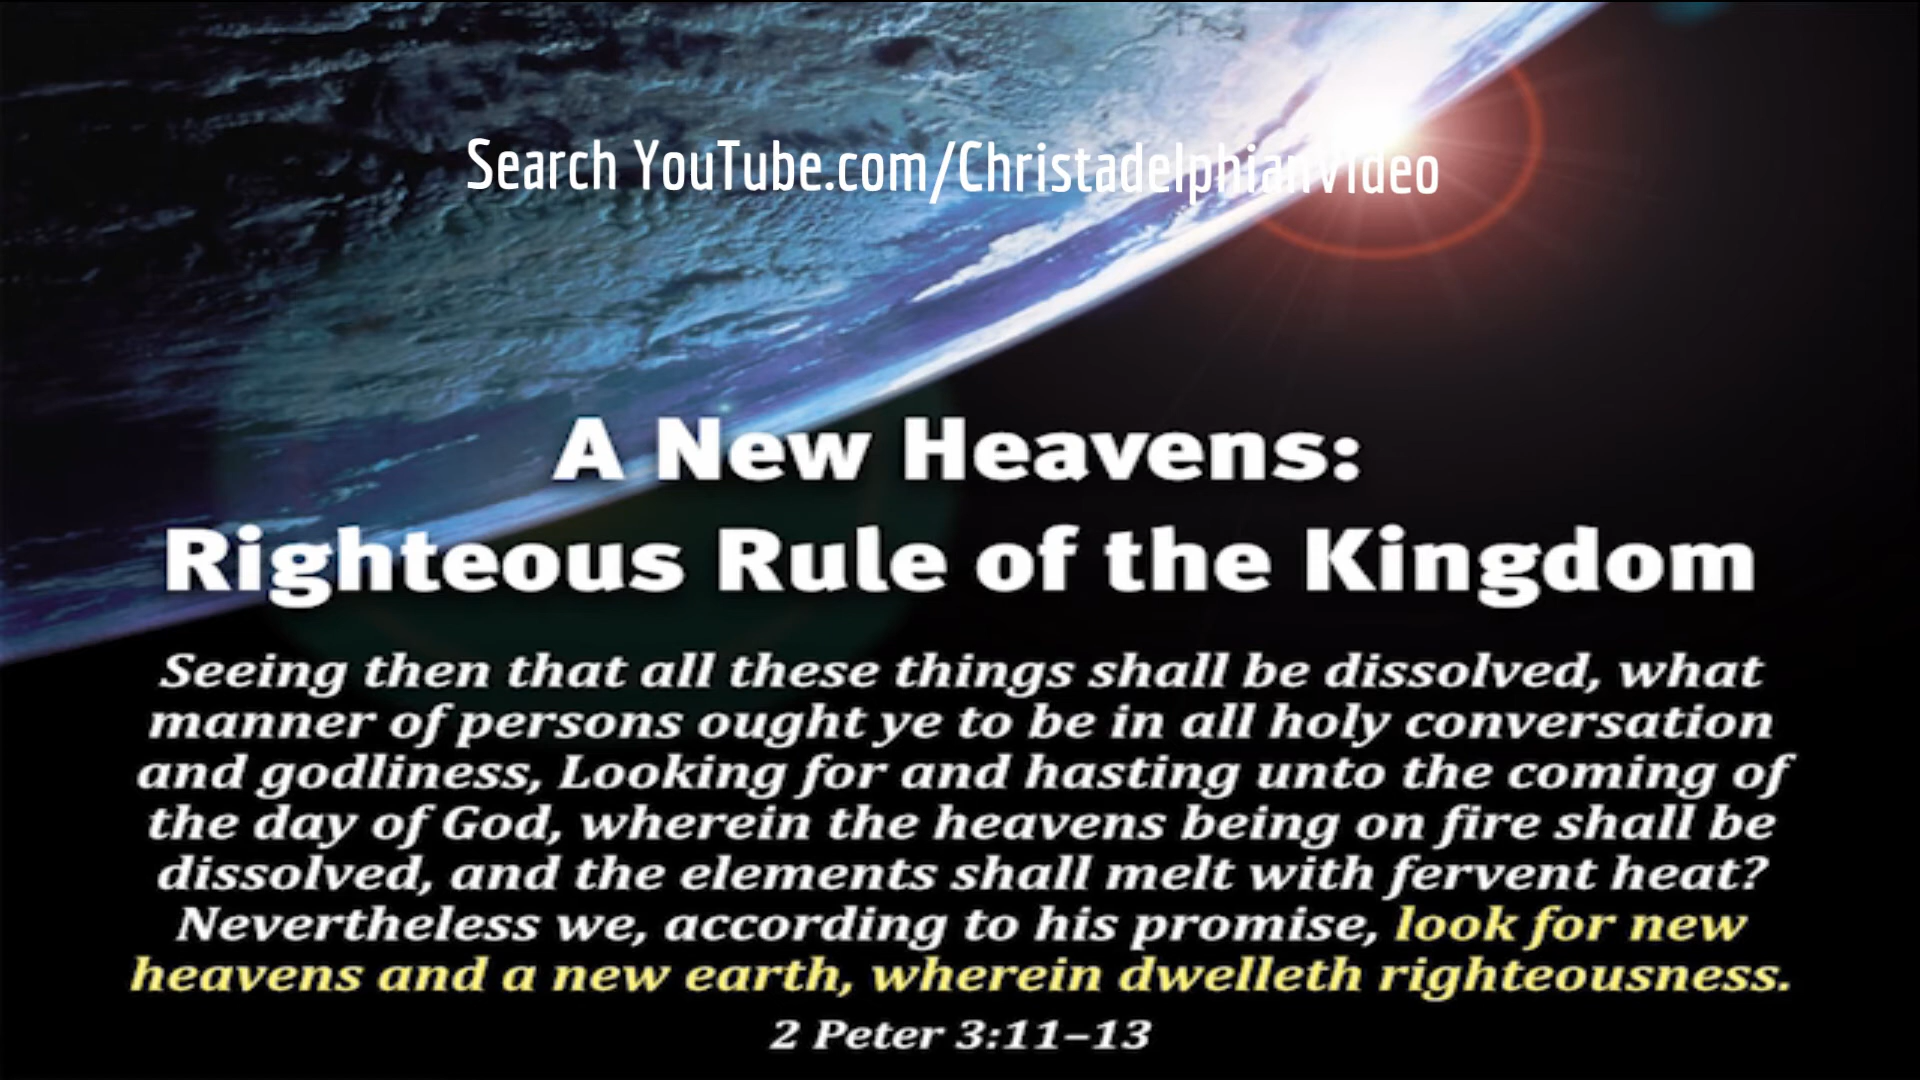 Search YouTube.com/ChristadelphianVideo
A New Heavens:
Righteous Rule of the Kingdom
Seeing then that all these things shall be dissolved, what
manner of persons ought ye to be in all holy conversation
and godliness, Looking for and hasting unto the coming of
the day of God, wherein the heavens being on fire shall be
dissolved, and the elements shall melt with fervent heat?
Nevertheless we, according to his promise, look for new
heavens and a new earth, wherein dwelleth righteousness.
2 Peter 3:11–13